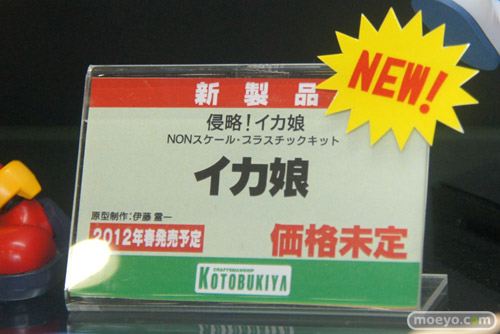 NEW!
新製品
侵略!イカ娘
NONスケール・プラスチックキット
イカ娘
原型制作:伊藤 霊一
2012年春発売予定
価格未定
CRAFTSMANSHIP
KOTOBUKIYA
moeyo.com